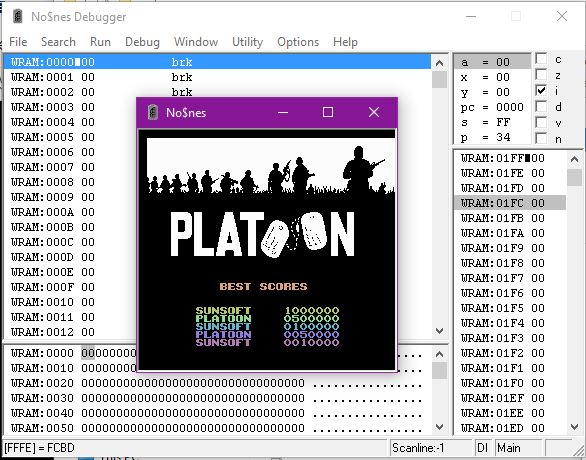 No$nes Debugger
File Search Run Debug Window Utility Options Help
WRAM:0000 00 brk
WRAM:0001 00 brk
WRAM:0002 00 brk
WRAM:0003 00
WRAM:0004 00
WRAM:0005 00
WRAM:0006 00
WRAM:0007 00
WRAM:0008 00
WRAM:0009 00
WRAM:000A 00
WRAM:000B 00
WRAM:000C 00
WRAM:000D 00
WRAM:000E 00
WRAM:000F 00
WRAM:0010 00
WRAM:0011 00
WRAM:0012 00
No$nes
PLATOON
BEST SCORES
SUNSOFT 1000000
PLATOON 0500000
SUNSOFT 0100000
PLATOON 0050000
SUNSOFT 0010000
a = 00
x = 00
y = 00
pc = 0000
s = FF
p = 34
c
z
i
d
v
n
WRAM:01FF 00
WRAM:01FE 00
WRAM:01FD 00
WRAM:01FC 00
WRAM:01FB 00
WRAM:01FA 00
WRAM:01F9 00
WRAM:01F8 00
WRAM:01F7 00
WRAM:01F6 00
WRAM:01F5 00
WRAM:01F4 00
WRAM:01F3 00
WRAM:01F2 00
WRAM:01F1 00
WRAM:01F0 00
WRAM:01EF 00
WRAM:01EE 00
WRAM:01ED 00
WRAM:0000 00000000000000000000000000000000 ................
WRAM:0010 00000000000000000000000000000000 ................
WRAM:0020 00000000000000000000000000000000 ................
WRAM:0030 00000000000000000000000000000000 ................
WRAM:0040 00000000000000000000000000000000 ................
WRAM:0050 00000000000000000000000000000000 ................
[FFFE] = FCBD
Scanline:-1 DI Main